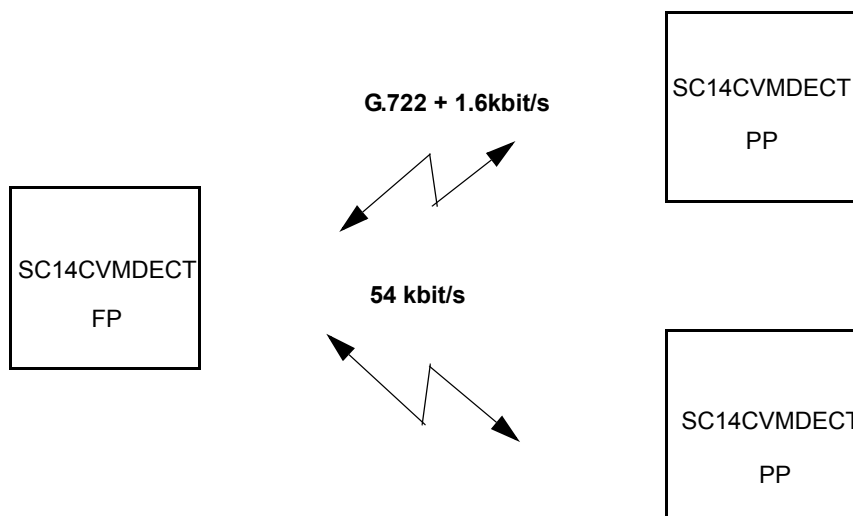 G.722 + 1.6kbit/s
SC14CVMDECT
PP
SC14CVMDECT
FP
54 kbit/s
SC14CVMDECT
PP